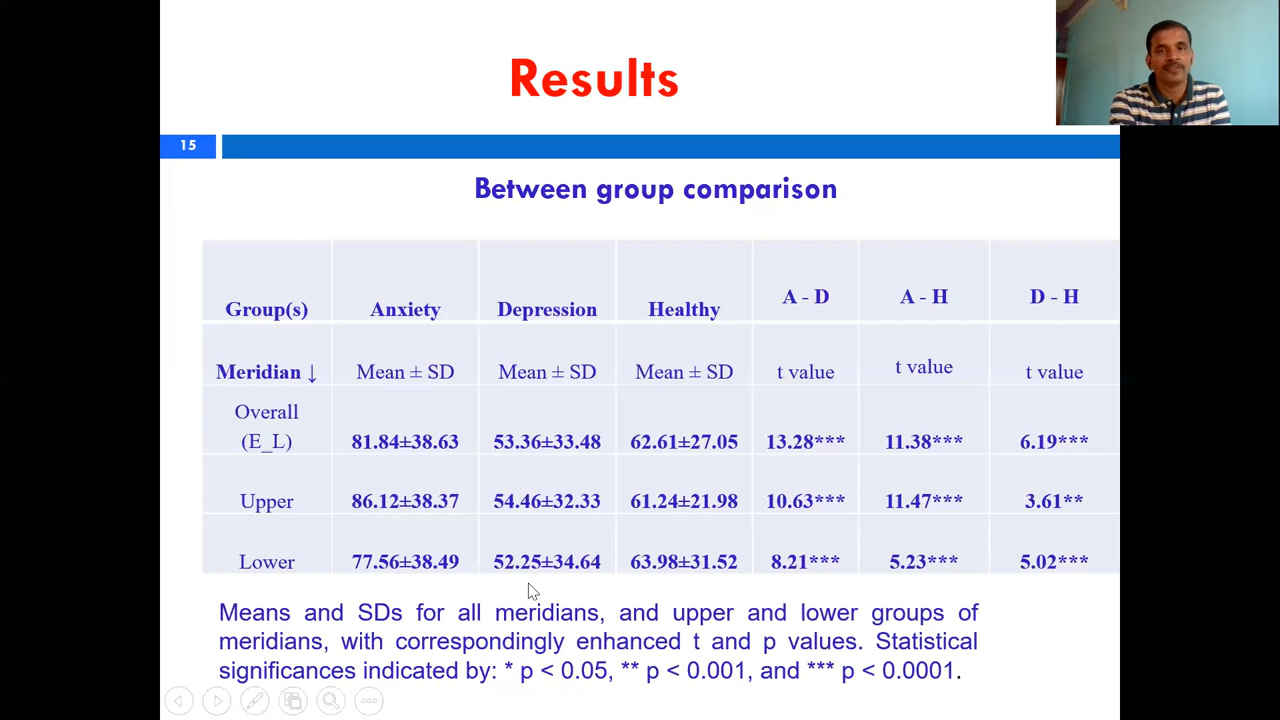 Results
15
Between group comparison
Group(s) Anxiety Depression Healthy A - D A - H D - H
Meridian ↓ Mean ± SD Mean ± SD Mean ± SD t value t value t value
Overall
(E_L) 81.84±38.63 53.36±33.48 62.61±27.05 13.28*** 11.38*** 6.19***
Upper 86.12±38.37 54.46±32.33 61.24±21.98 10.63*** 11.47*** 3.61**
Lower 77.56±38.49 52.25±34.64 63.98±31.52 8.21*** 5.23*** 5.02***
Means and SDs for all meridians, and upper and lower groups of
meridians, with correspondingly enhanced t and p values. Statistical
significances indicated by: * p < 0.05, ** p < 0.001, and *** p < 0.0001.